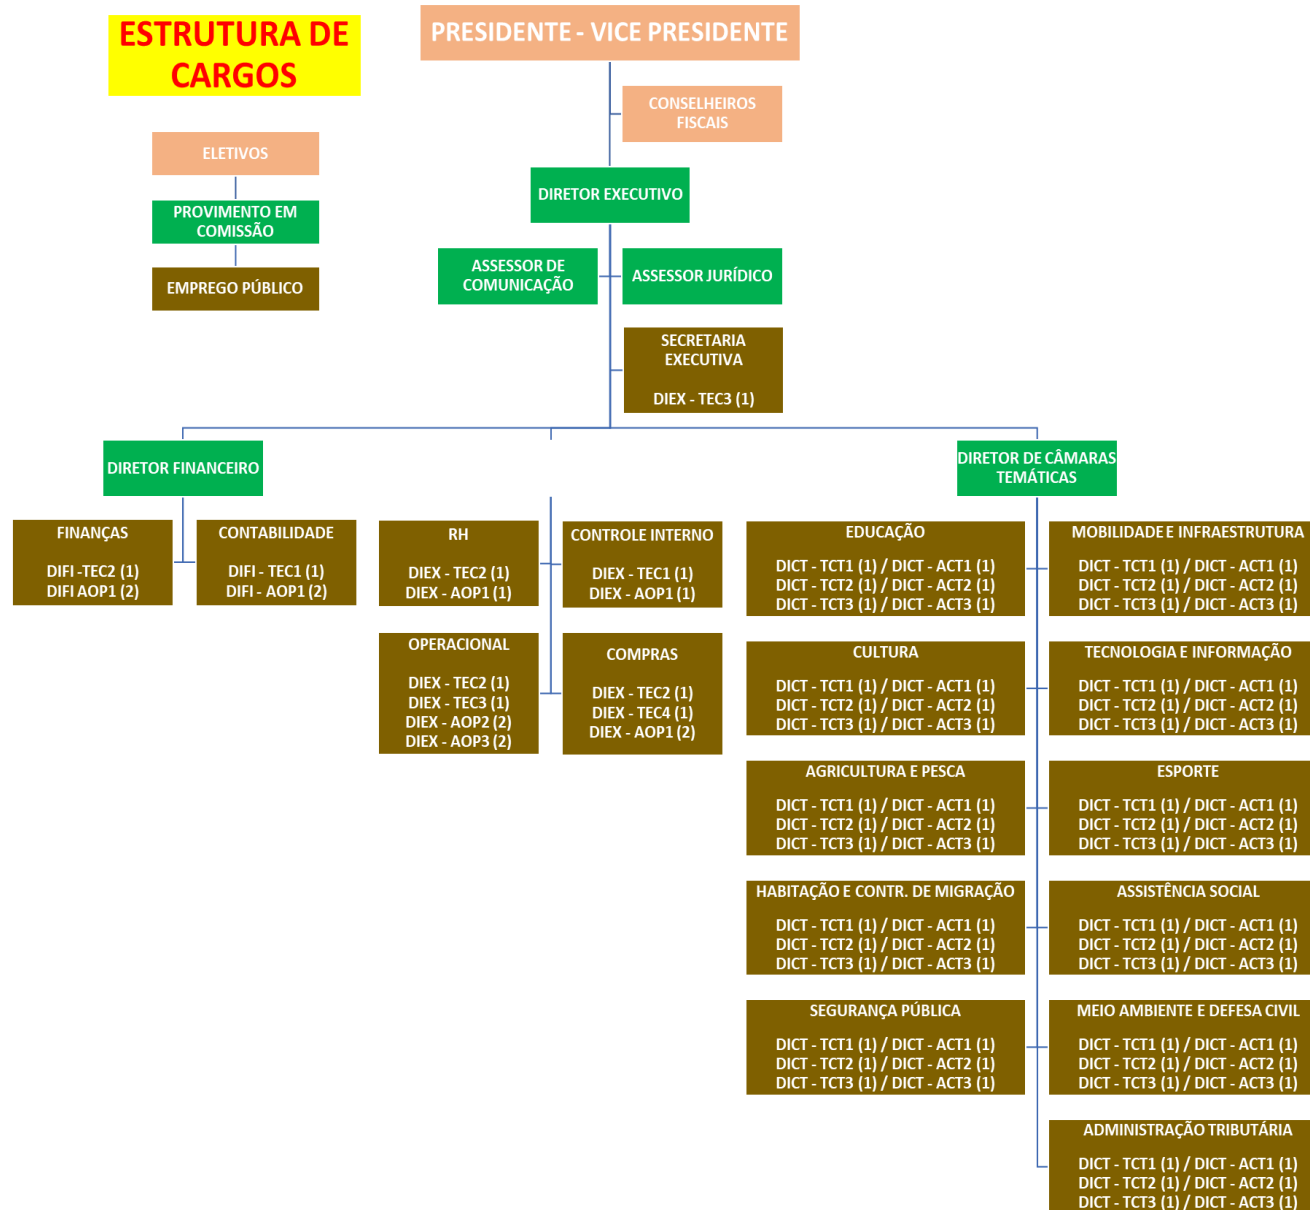 ESTRUTURA DE
CARGOS
PRESIDENTE - VICE PRESIDENTE
CONSELHEIROS
FISCAIS
ELETIVOS
PROVIMENTO EM
COMISSÃO
EMPREGO PÚBLICO
DIRETOR EXECUTIVO
ASSESSOR DE
COMUNICAÇÃO
ASSESSOR JURÍDICO
SECRETARIA
EXECUTIVA
DIEX - TEC3 (1)
DIRETOR FINANCEIRO
DIRETOR DE CÂMARAS
TEMÁTICAS
FINANÇAS
DIFI -TEC2 (1)
DIFI AOP1 (2)
CONTABILIDADE
DIFI - TEC1 (1)
DIFI - AOP1 (2)
RH
DIEX - TEC2 (1)
DIEX - AOP1 (1)
CONTROLE INTERNO
DIEX - TEC1 (1)
DIEX - AOP1 (1)
OPERACIONAL
DIEX - TEC2 (1)
DIEX - TEC3 (1)
DIEX - AOP2 (2)
DIEX - AOP3 (2)
COMPRAS
DIEX - TEC2 (1)
DIEX - TEC4 (1)
DIEX - AOP1 (2)
EDUCAÇÃO
DICT - TCT1 (1) / DICT - ACT1 (1)
DICT - TCT2 (1) / DICT - ACT2 (1)
DICT - TCT3 (1) / DICT - ACT3 (1)
MOBILIDADE E INFRAESTRUTURA
DICT - TCT1 (1) / DICT - ACT1 (1)
DICT - TCT2 (1) / DICT - ACT2 (1)
DICT - TCT3 (1) / DICT - ACT3 (1)
CULTURA
DICT - TCT1 (1) / DICT - ACT1 (1)
DICT - TCT2 (1) / DICT - ACT2 (1)
DICT - TCT3 (1) / DICT - ACT3 (1)
TECNOLOGIA E INFORMAÇÃO
DICT - TCT1 (1) / DICT - ACT1 (1)
DICT - TCT2 (1) / DICT - ACT2 (1)
DICT - TCT3 (1) / DICT - ACT3 (1)
AGRICULTURA E PESCA
DICT - TCT1 (1) / DICT - ACT1 (1)
DICT - TCT2 (1) / DICT - ACT2 (1)
DICT - TCT3 (1) / DICT - ACT3 (1)
ESPORTE
DICT - TCT1 (1) / DICT - ACT1 (1)
DICT - TCT2 (1) / DICT - ACT2 (1)
DICT - TCT3 (1) / DICT - ACT3 (1)
HABITAÇÃO E CONTR. DE MIGRAÇÃO
DICT - TCT1 (1) / DICT - ACT1 (1)
DICT - TCT2 (1) / DICT - ACT2 (1)
DICT - TCT3 (1) / DICT - ACT3 (1)
ASSISTÊNCIA SOCIAL
DICT - TCT1 (1) / DICT - ACT1 (1)
DICT - TCT2 (1) / DICT - ACT2 (1)
DICT - TCT3 (1) / DICT - ACT3 (1)
SEGURANÇA PÚBLICA
DICT - TCT1 (1) / DICT - ACT1 (1)
DICT - TCT2 (1) / DICT - ACT2 (1)
DICT - TCT3 (1) / DICT - ACT3 (1)
MEIO AMBIENTE E DEFESA CIVIL
DICT - TCT1 (1) / DICT - ACT1 (1)
DICT - TCT2 (1) / DICT - ACT2 (1)
DICT - TCT3 (1) / DICT - ACT3 (1)
ADMINISTRAÇÃO TRIBUTÁRIA
DICT - TCT1 (1) / DICT - ACT1 (1)
DICT - TCT2 (1) / DICT - ACT2 (1)
DICT - TCT3 (1) / DICT - ACT3 (1)